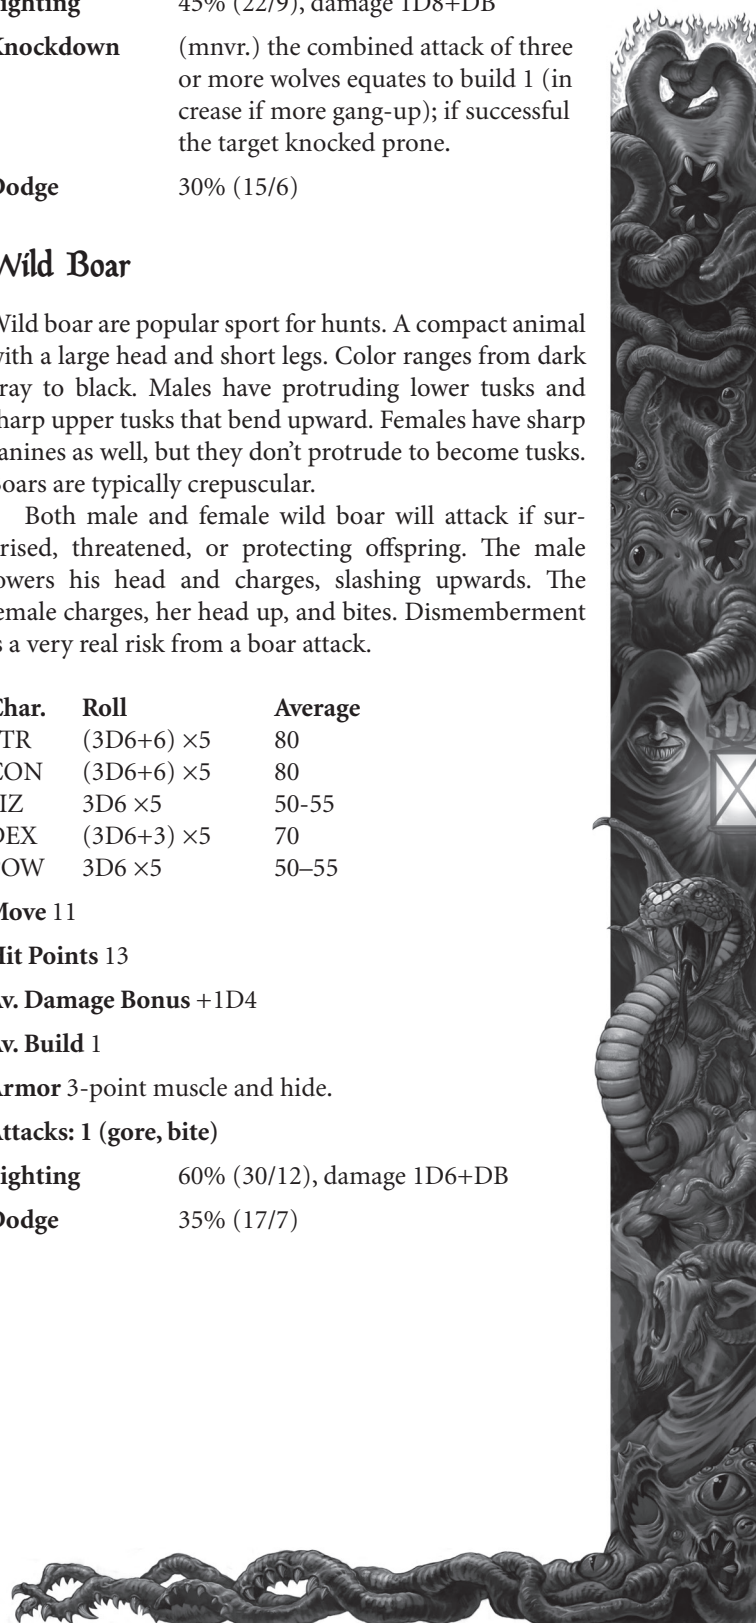 ighting 45% (22/9), damage 1D8+DB
Knockdown (mnvr.) the combined attack of three
or more wolves equates to build 1 (in
crease if more gang-up); if successful
the target knocked prone.
Dodge 30% (15/6)
Wild Boar
Wild boar are popular sport for hunts. A compact animal
with a large head and short legs. Color ranges from dark
ray to black. Males have protruding lower tusks and
harp upper tusks that bend upward. Females have sharp
anines as well, but they don't protrude to become tusks.
Boars are typically crepuscular.
Both male and female wild boar will attack if sur-
rised, threatened, or protecting offspring. The male
owers his head and charges, slashing upwards. The
emale charges, her head up, and bites. Dismemberment
s a very real risk from a boar attack.
Char. Roll Average
TR (3D6+6) ×5 80
CON (3D6+6) ×5 80
IZ 3D6 ×5 50-55
DEX (3D6+3) ×5 70
OW 3D6 ×5 50–55
Move 11
Hit Points 13
Av. Damage Bonus +1D4
Av. Build 1
Armor 3-point muscle and hide.
Attacks: 1 (gore, bite)
ighting 60% (30/12), damage 1D6+DB
Dodge 35% (17/7)